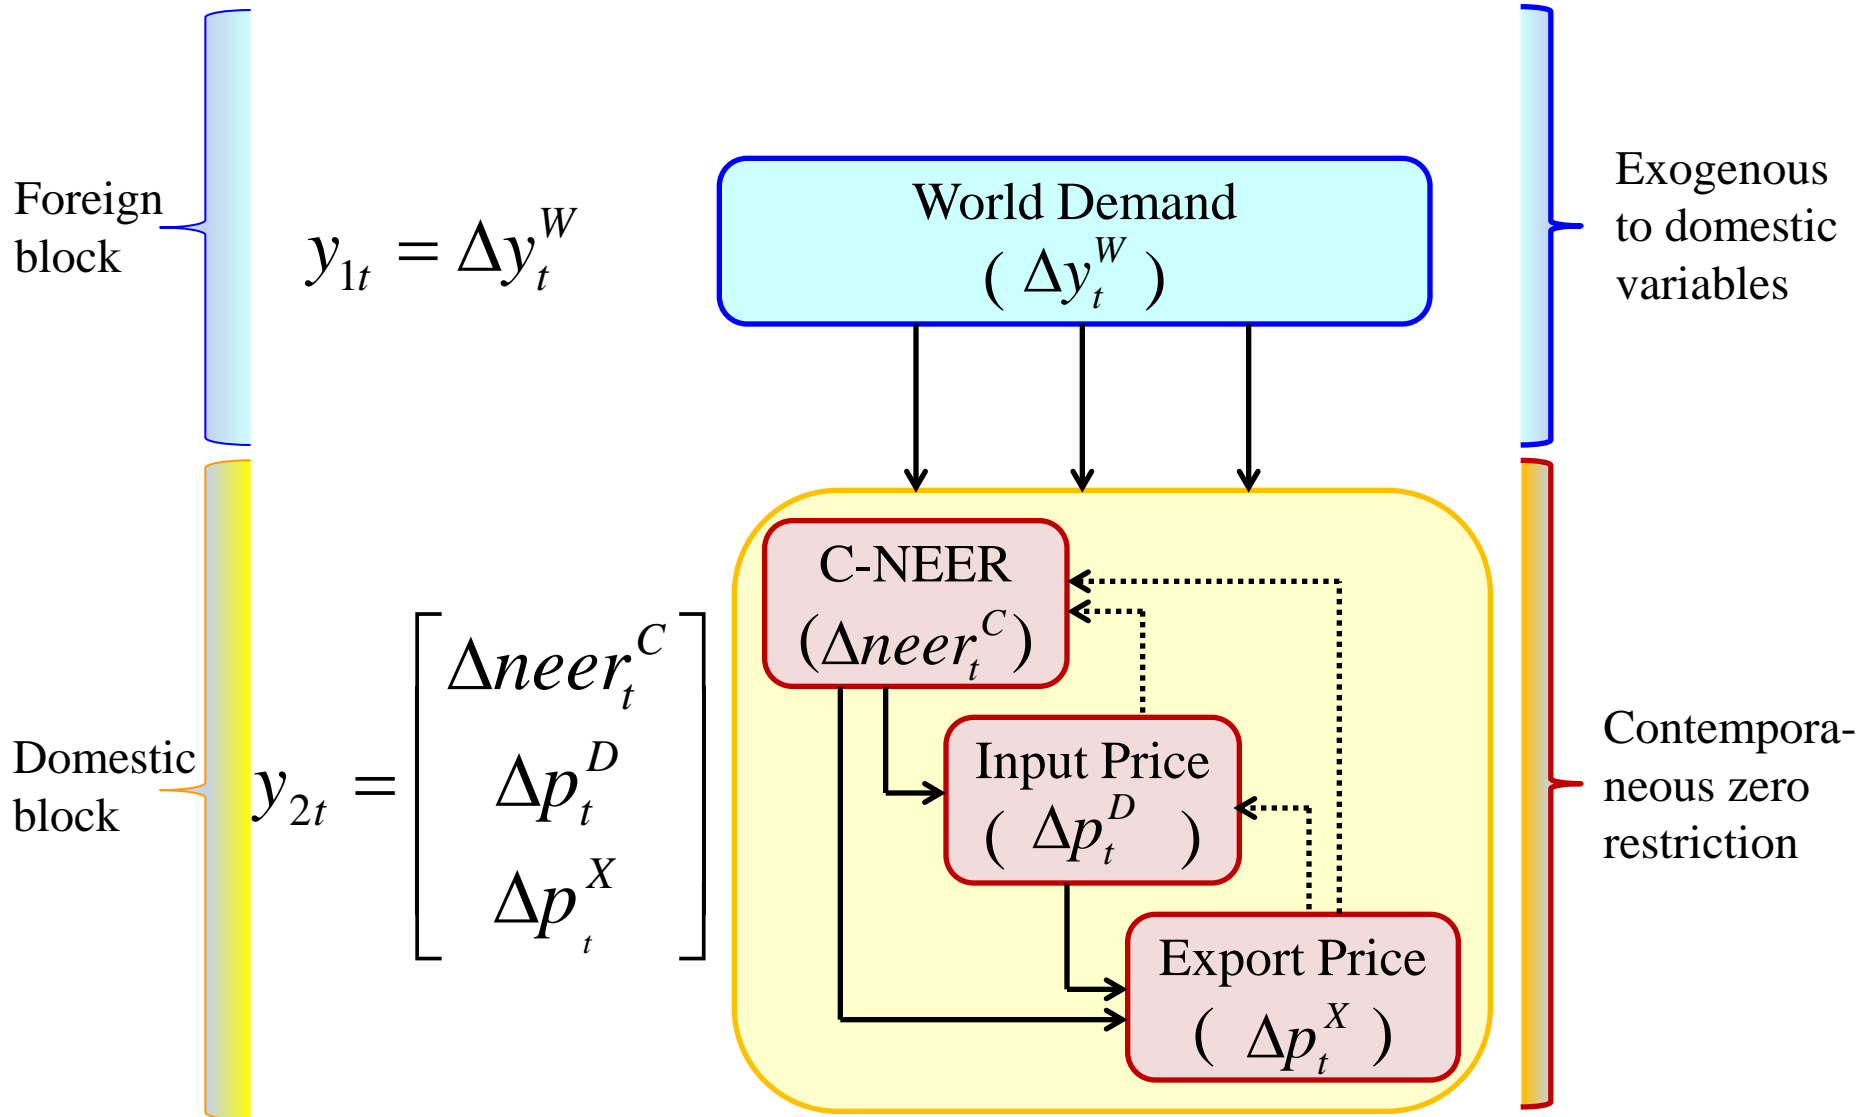 Foreign
block
y_{1t} = Δy_t^W
World Demand
( Δy_t^W )
Exogenous
to domestic
variables
Domestic
block
y_{2t} =
Δneer_t^C
Δp_t^D
Δp_t^X
C-NEER
(Δneer_t^C)
Input Price
( Δp_t^D )
Export Price
( Δp_t^X )
Contempora-
neous zero
restriction